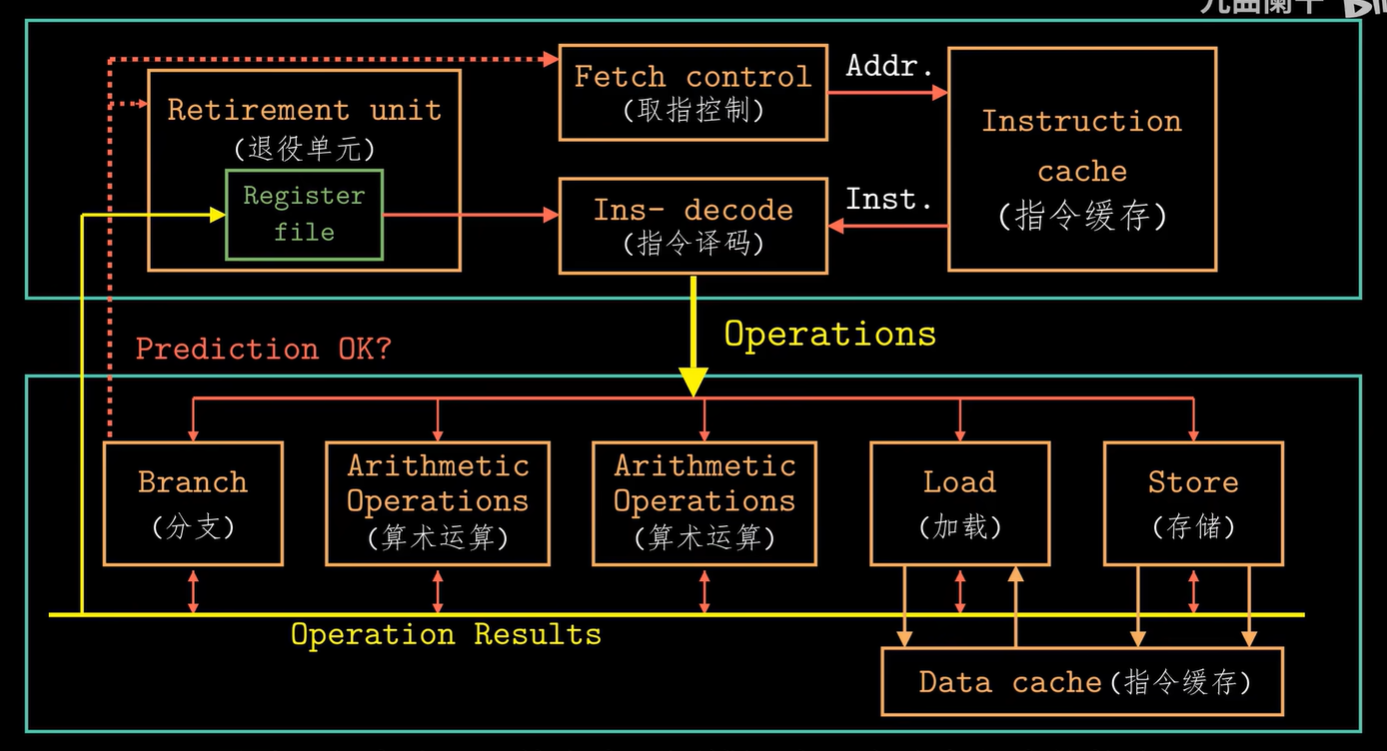 Fetch control
(取指控制)
Addr.
Instruction
cache
(指令缓存)
Retirement unit
(退役单元)
Register
file
Ins- decode
(指令译码)
Inst.
Prediction OK?
Operations
Branch
(分支)
Arithmetic
Operations
(算术运算)
Arithmetic
Operations
(算术运算)
Load
(加载)
Store
(存储)
Operation Results
Data cache(指令缓存)